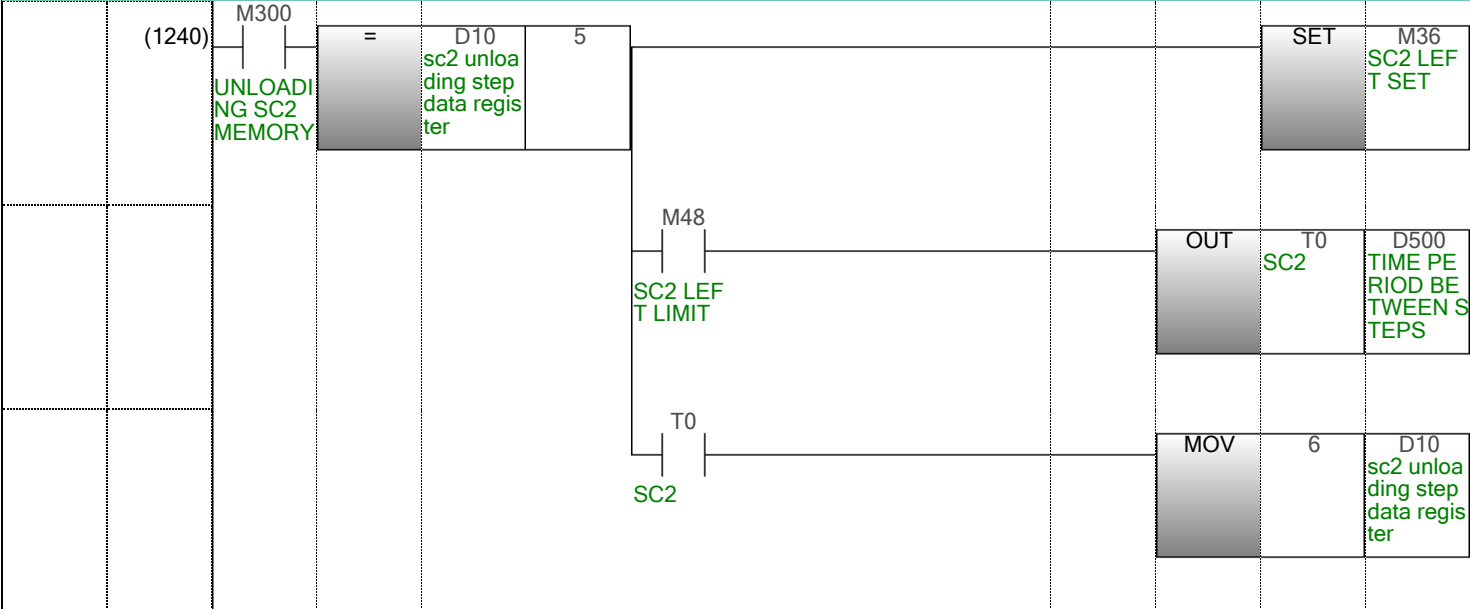 M300
(1240)
=
D10
5
SET
M36
UNLOADI
NG SC2
MEMORY
sc2 unloa
ding step
data regis
ter
SC2 LEF
T SET
M48
SC2 LEF
T LIMIT
OUT
T0
D500
SC2
TIME PE
RIOD BE
TWEEN S
TEPS
T0
SC2
MOV
6
D10
sc2 unloa
ding step
data regis
ter